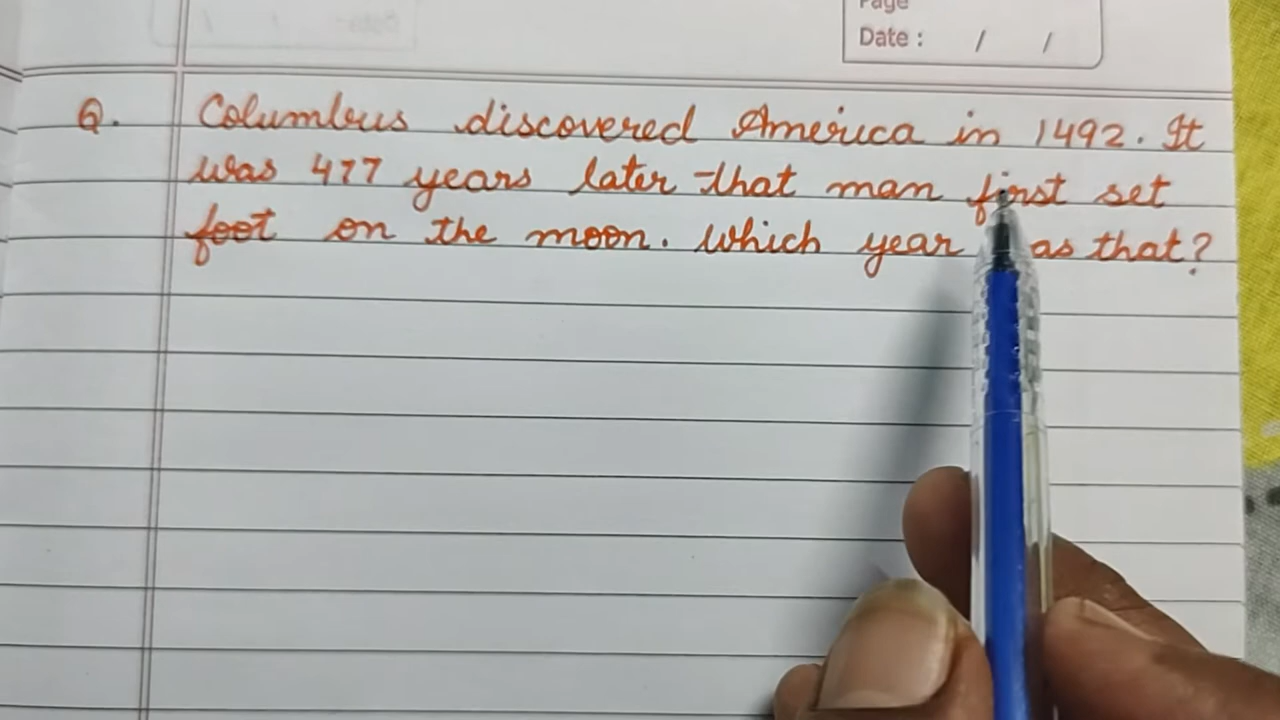 Page
Date : / /
Q. Columbus discovered America in 1492. It
was 477 years later that man first set
foot on the moon. Which year as that?